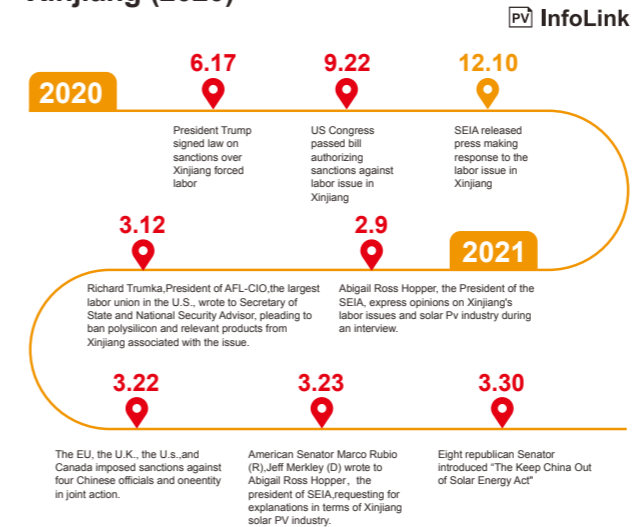 Xinjiang (2020)
PV InfoLink
2020
6.17
President Trump
signed law on
sanctions over
Xinjiang forced
labor
9.22
US Congress
passed bill
authorizing
sanctions against
labor issue in
Xinjiang
12.10
SEIA released
press making
response to the
labor issue in
Xinjiang
2021
2.9
Abigail Ross Hopper, the President of the
SEIA, express opinions on Xinjiang's
labor issues and solar Pv industry during
an interview.
3.12
Richard Trumka,President of AFL-CIO,the largest
labor union in the U.S., wrote to Secretary of
State and National Security Advisor, pleading to
ban polysilicon and relevant products from
Xinjiang associated with the issue.
3.22
The EU, the U.K., the U.s.,and
Canada imposed sanctions against
four Chinese officials and oneentity
in joint action.
3.23
American Senator Marco Rubio
(R),Jeff Merkley (D) wrote to
Abigail Ross Hopper, the
president of SEIA,requesting for
explanations in terms of Xinjiang
solar PV industry.
3.30
Eight republican Senator
introduced “The Keep China Out
of Solar Energy Act"